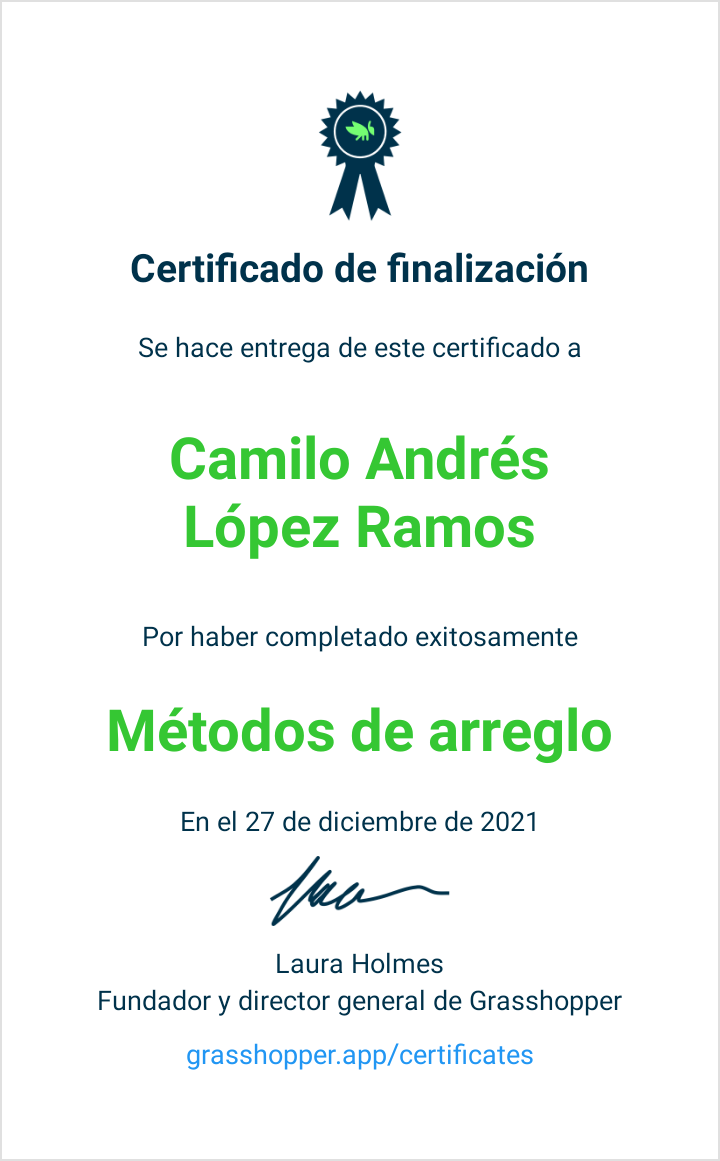 Certificado de finalización
Se hace entrega de este certificado a
Camilo Andrés
López Ramos
Por haber completado exitosamente
Métodos de arreglo
En el 27 de diciembre de 2021
Laura Holmes
Fundador y director general de Grasshopper
grasshopper.app/certificates